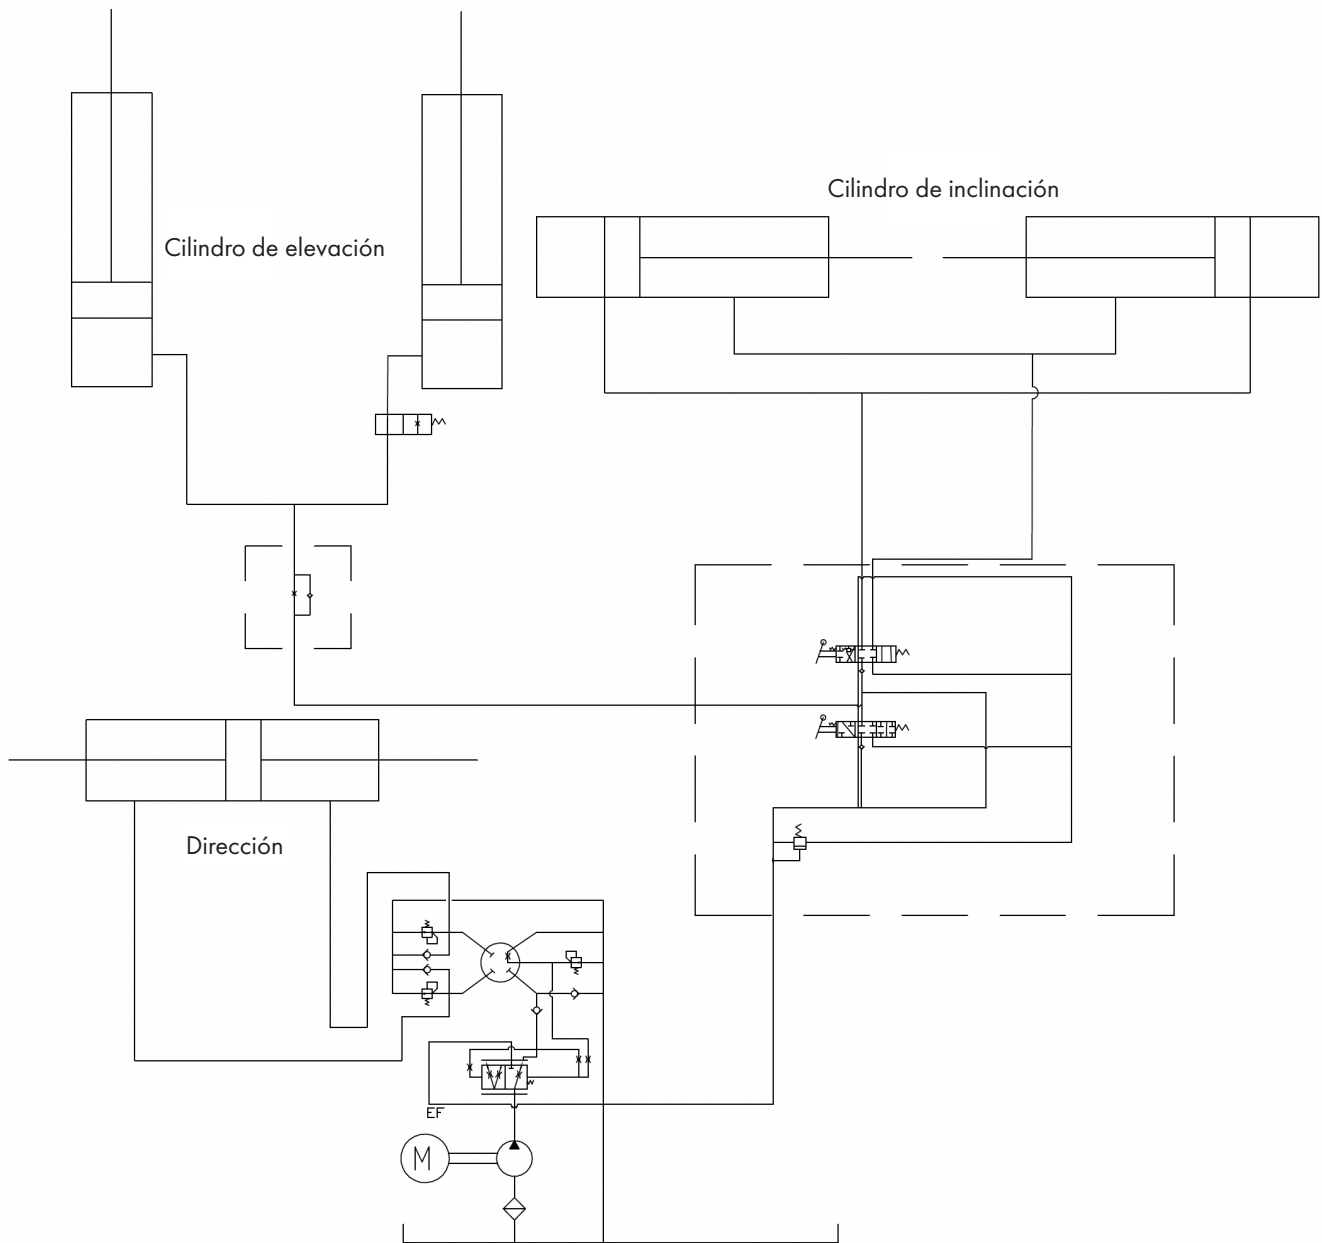 Cilindro de inclinación
Cilindro de elevación
Dirección
EF
M